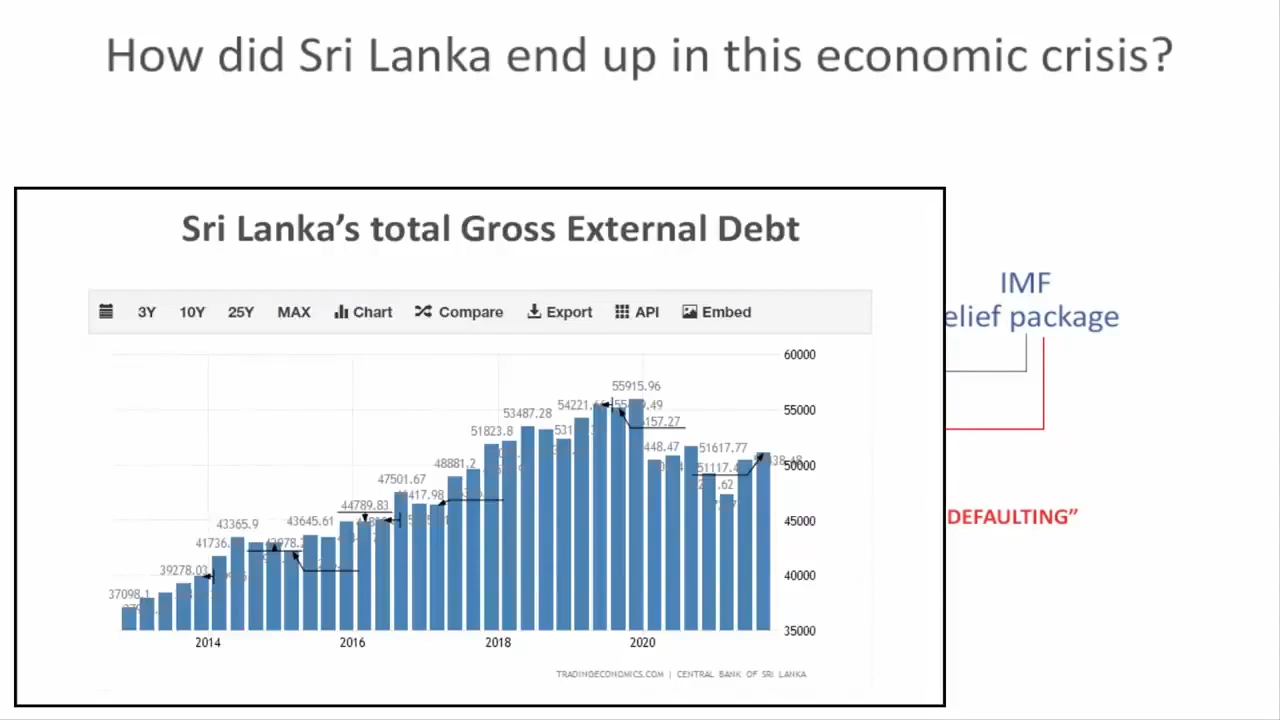 How did Sri Lanka end up in this economic crisis?
Sri Lanka’s total Gross External Debt
3Y 10Y 25Y MAX Chart Compare Export API Embed
IMF
elief package
60000
55915.96
54221.
55000
53487.28
51823.8
51617.77
48881.2
50000
47501.67
44789.83
45000
43645.61
43365.9
41736.
39278.03
40000
37098.1
35000
2014 2016 2018 2020
TRADINGECONOMICS.COM | CENTRAL BANK OF SRI LANKA
DEFAULTING”